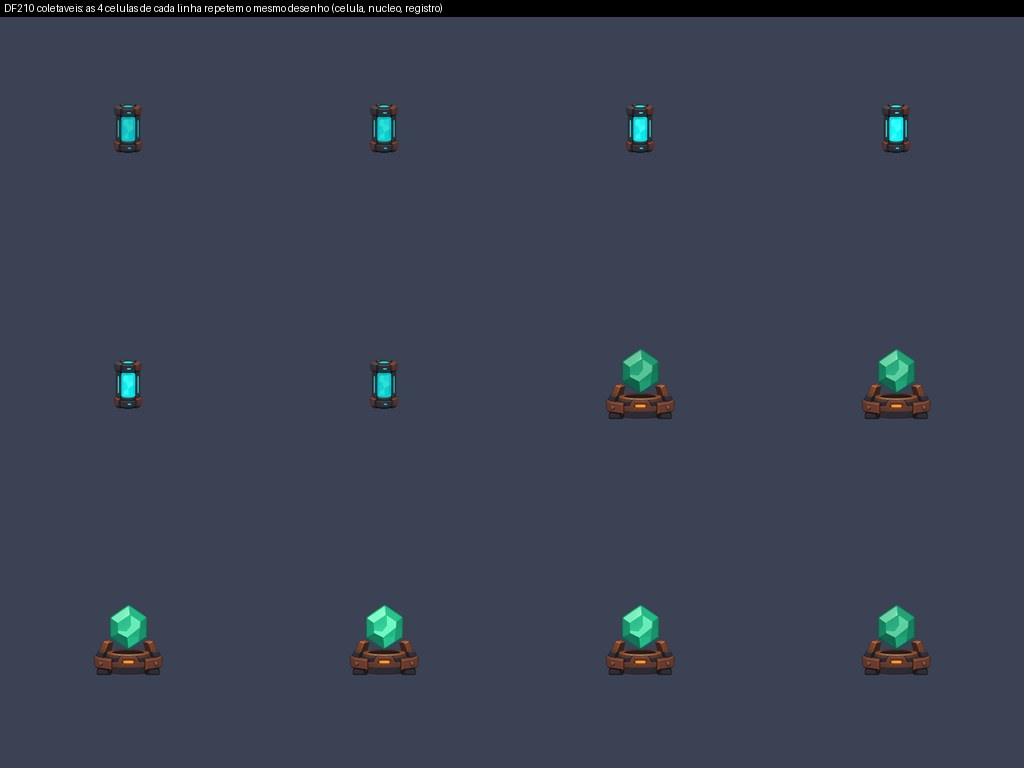 DF210 coletaveis: as 4 celulas de cada linha repetem o mesmo desenho (celula, nucleo, registro)